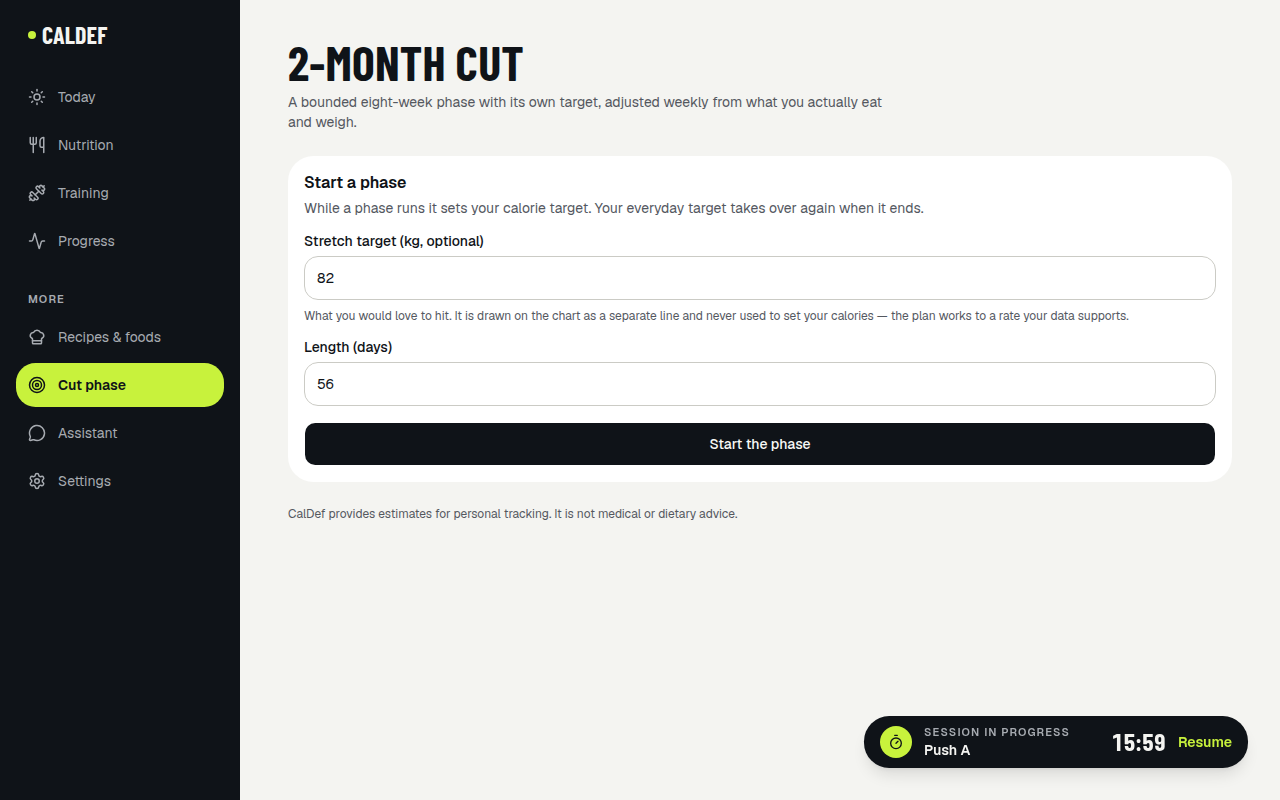 CALDEF
Today
Nutrition
Training
Progress
MORE
Recipes & foods
Cut phase
Assistant
Settings
2-MONTH CUT
A bounded eight-week phase with its own target, adjusted weekly from what you actually eat
and weigh.
Start a phase
While a phase runs it sets your calorie target. Your everyday target takes over again when it ends.
Stretch target (kg, optional)
82
What you would love to hit. It is drawn on the chart as a separate line and never used to set your calories — the plan works to a rate your data supports.
Length (days)
56
Start the phase
CalDef provides estimates for personal tracking. It is not medical or dietary advice.
SESSION IN PROGRESS
Push A
15:59
Resume